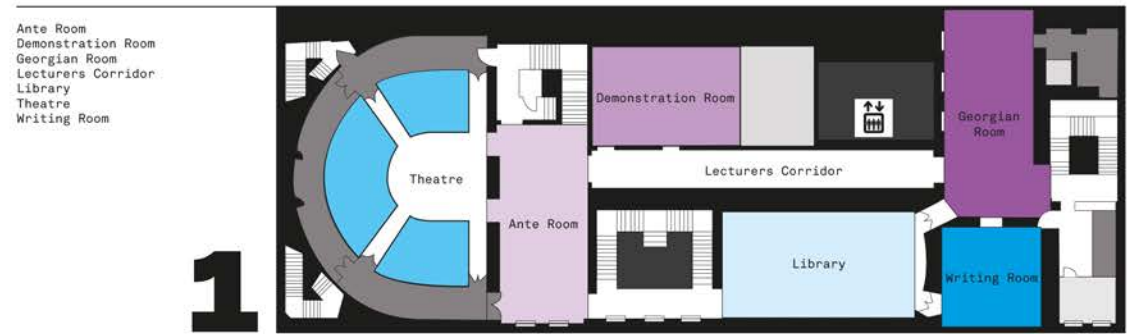 Ante Room
Demonstration Room
Georgian Room
Lecturers Corridor
Library
Theatre
Writing Room
1
Demonstration Room
Georgian
Room
Theatre
Lecturers Corridor
Ante Room
Library
Writing Room